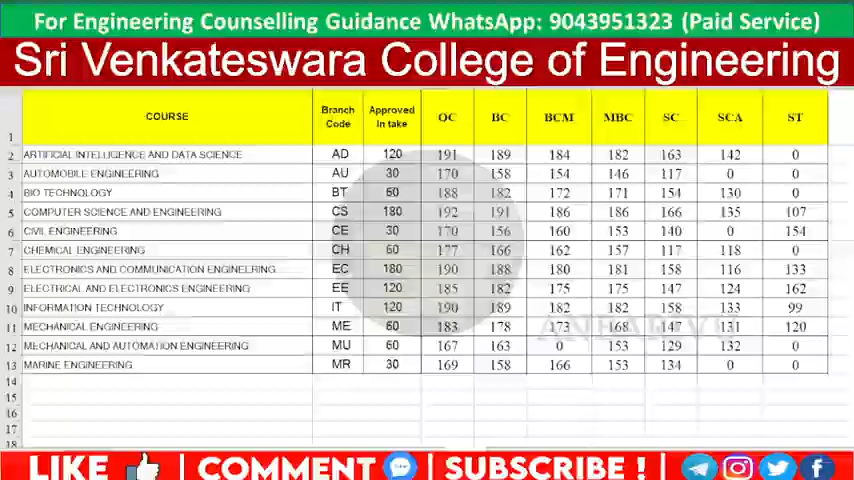 For Engineering Counselling Guidance WhatsApp: 9043951323 (Paid Service)
Sri Venkateswara College of Engineering
1 COURSE Branch Code Approved In take OC BC BCM MBC SC SCA ST
2 ARTIFICIAL INTELLIGENCE AND DATA SCIENCE AD 120 191 189 184 182 163 142 0
3 AUTOMOBILE ENGINEERING AU 30 170 158 154 146 117 0 0
4 BIO TECHNOLOGY BT 60 188 182 172 171 154 130 0
5 COMPUTER SCIENCE AND ENGINEERING CS 180 192 191 186 186 166 135 107
6 CIVIL ENGINEERING CE 30 170 156 160 153 140 0 154
7 CHEMICAL ENGINEERING CH 60 177 166 162 157 117 118 0
8 ELECTRONICS AND COMMUNICATION ENGINEERING EC 180 190 188 180 181 158 116 133
9 ELECTRICAL AND ELECTRONICS ENGINEERING EE 120 185 182 175 175 147 124 162
10 INFORMATION TECHNOLOGY IT 120 190 189 182 182 158 133 99
11 MECHANICAL ENGINEERING ME 60 183 178 173 168 147 131 120
12 MECHANICAL AND AUTOMATION ENGINEERING MU 60 167 163 0 153 129 132 0
13 MARINE ENGINEERING MR 30 169 158 166 153 134 0 0
14
15
16
17
18
LIKE | COMMENT | SUBSCRIBE ! |